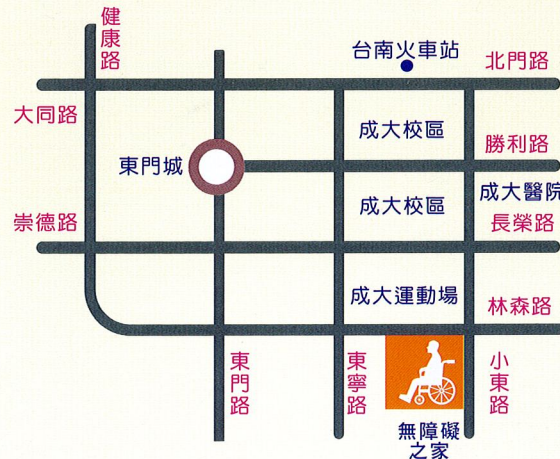 健康路
台南火車站
北門路
大同路
成大校區
勝利路
東門城
成大醫院
成大校區
崇德路
長榮路
成大運動場
林森路
東門路
東寧路
小東路
無障礙
之家